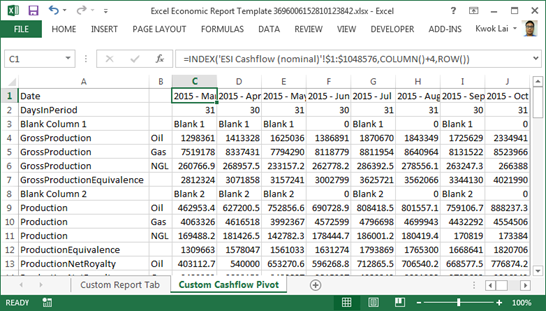 Excel Economic Report Template 3696006152810123842.xlsx - Excel
FILE HOME INSERT PAGE LAYOUT FORMULAS DATA REVIEW VIEW DEVELOPER ADD-INS Kwok Lai
C1 fx =INDEX('ESI Cashflow (nominal)'!$1:$1048576,COLUMN()+4,ROW())
A B C D E F G H I J
1 Date 2015 - Mar 2015 - Apr 2015 - May 2015 - Jun 2015 - Jul 2015 - Aug 2015 - Sep 2015 - Oct
2 DaysInPeriod 31 30 31 30 31 31 30 31
3 Blank Column 1 Blank 1 Blank 1 Blank 1 0 Blank 1 0 Blank 1 0
4 GrossProduction Oil 1298361 1413328 1625036 1386891 1870670 1843349 1725629 2334941
5 GrossProduction Gas 7519178 8337431 7794290 8118779 8811954 8640964 8131522 8523966
6 GrossProduction NGL 260766.9 268957.5 233157.2 262778.2 286392.5 278556.1 263247.3 266388
7 GrossProductionEquivalence 2812324 3071858 3157241 3002799 3625721 3562066 3344130 4021990
8 Blank Column 2 Blank 2 Blank 2 Blank 2 0 Blank 2 0 Blank 2 0
9 Production Oil 462953.4 627200.5 752856.6 690728.9 808418.5 801557.1 759106.7 888237.3
10 Production Gas 4063326 4616518 3992367 4572599 4796698 4699943 4432292 4554506
11 Production NGL 169488.2 181426.5 142782.3 178444.7 186001.2 180419.4 170819 173384
12 ProductionEquivalence 1309663 1578047 1561033 1631274 1793869 1765300 1668641 1820706
13 ProductionNetRoyalty Oil 403112.7 540000 653270.6 596268.8 712865.5 706540.2 668577.5 776874.2
Custom Report Tab Custom Cashflow Pivot
READY 100%